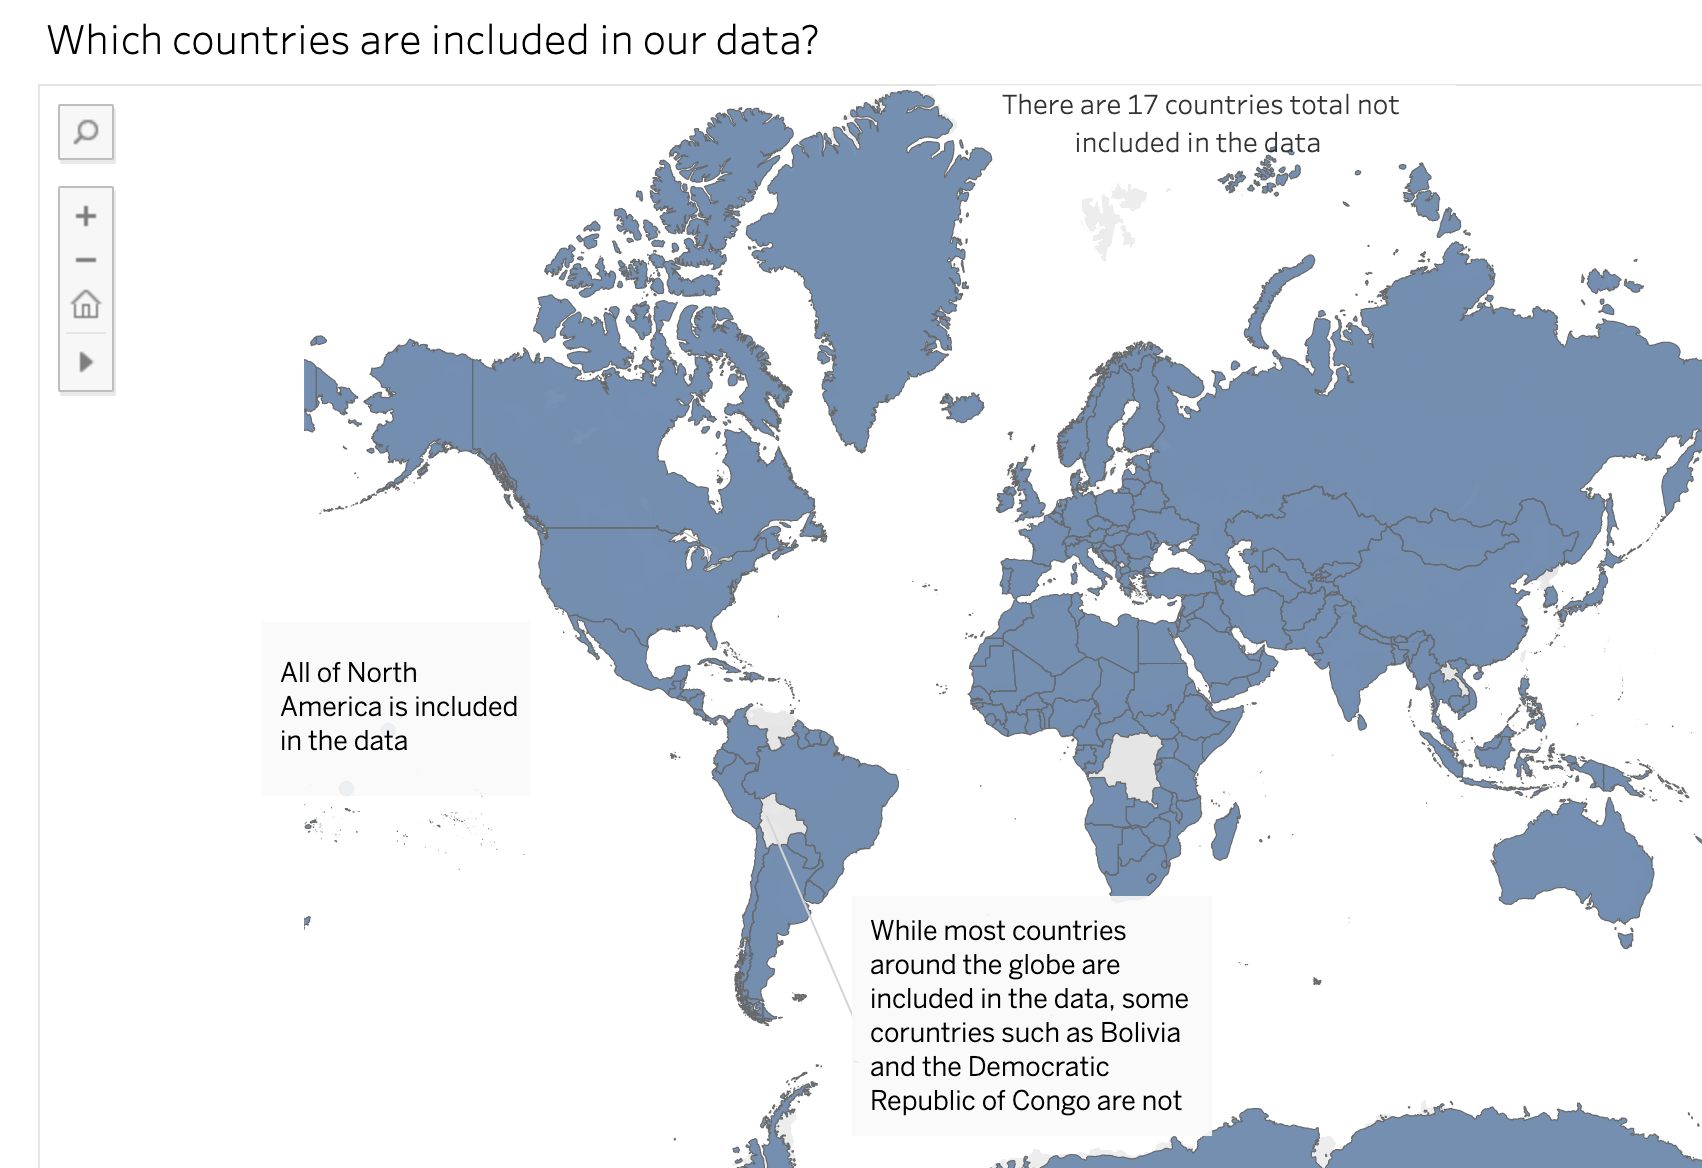 Which countries are included in our data?
There are 17 countries total not
included in the data
All of North
America is included
in the data
While most countries
around the globe are
included in the data, some
coruntries such as Bolivia
and the Democratic
Republic of Congo are not